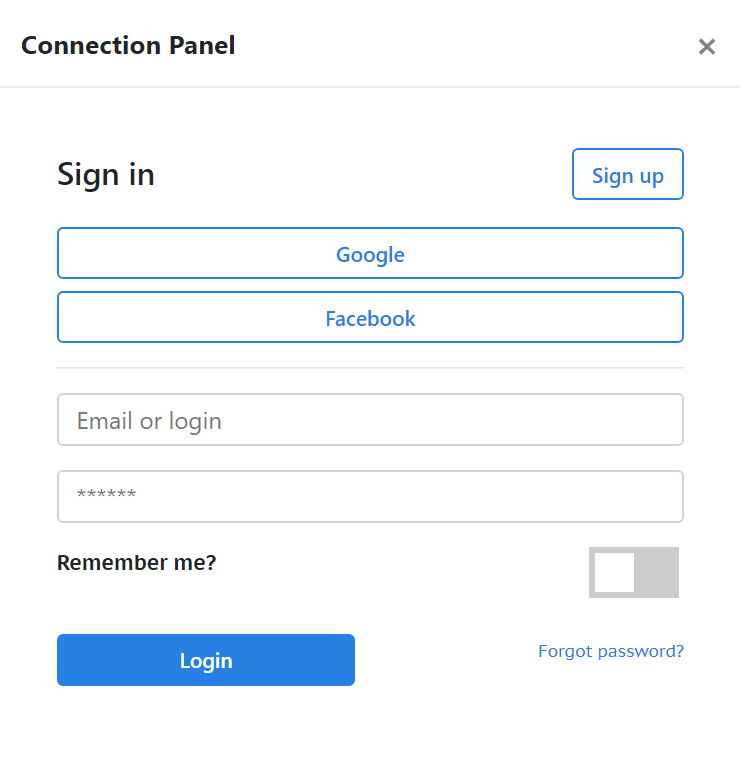 Connection Panel
Sign in
Sign up
Google
Facebook
Email or login
******
Remember me?
Login
Forgot password?